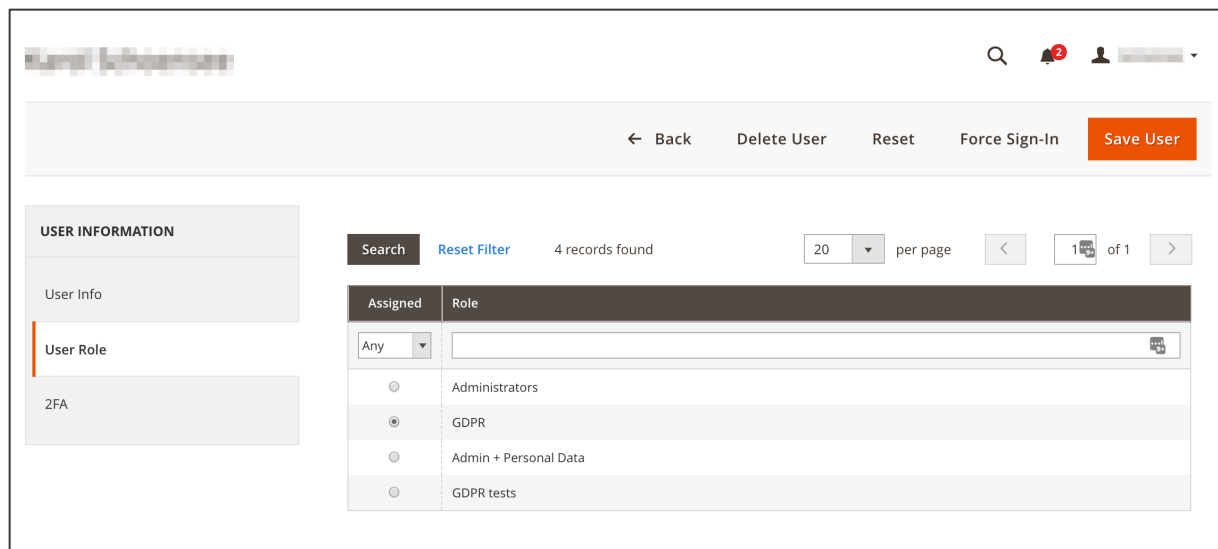 2
← Back Delete User Reset Force Sign-In Save User
USER INFORMATION
User Info
User Role
2FA
Search Reset Filter 4 records found 20 per page 1 of 1
Assigned Role
Any
Administrators
GDPR
Admin + Personal Data
GDPR tests